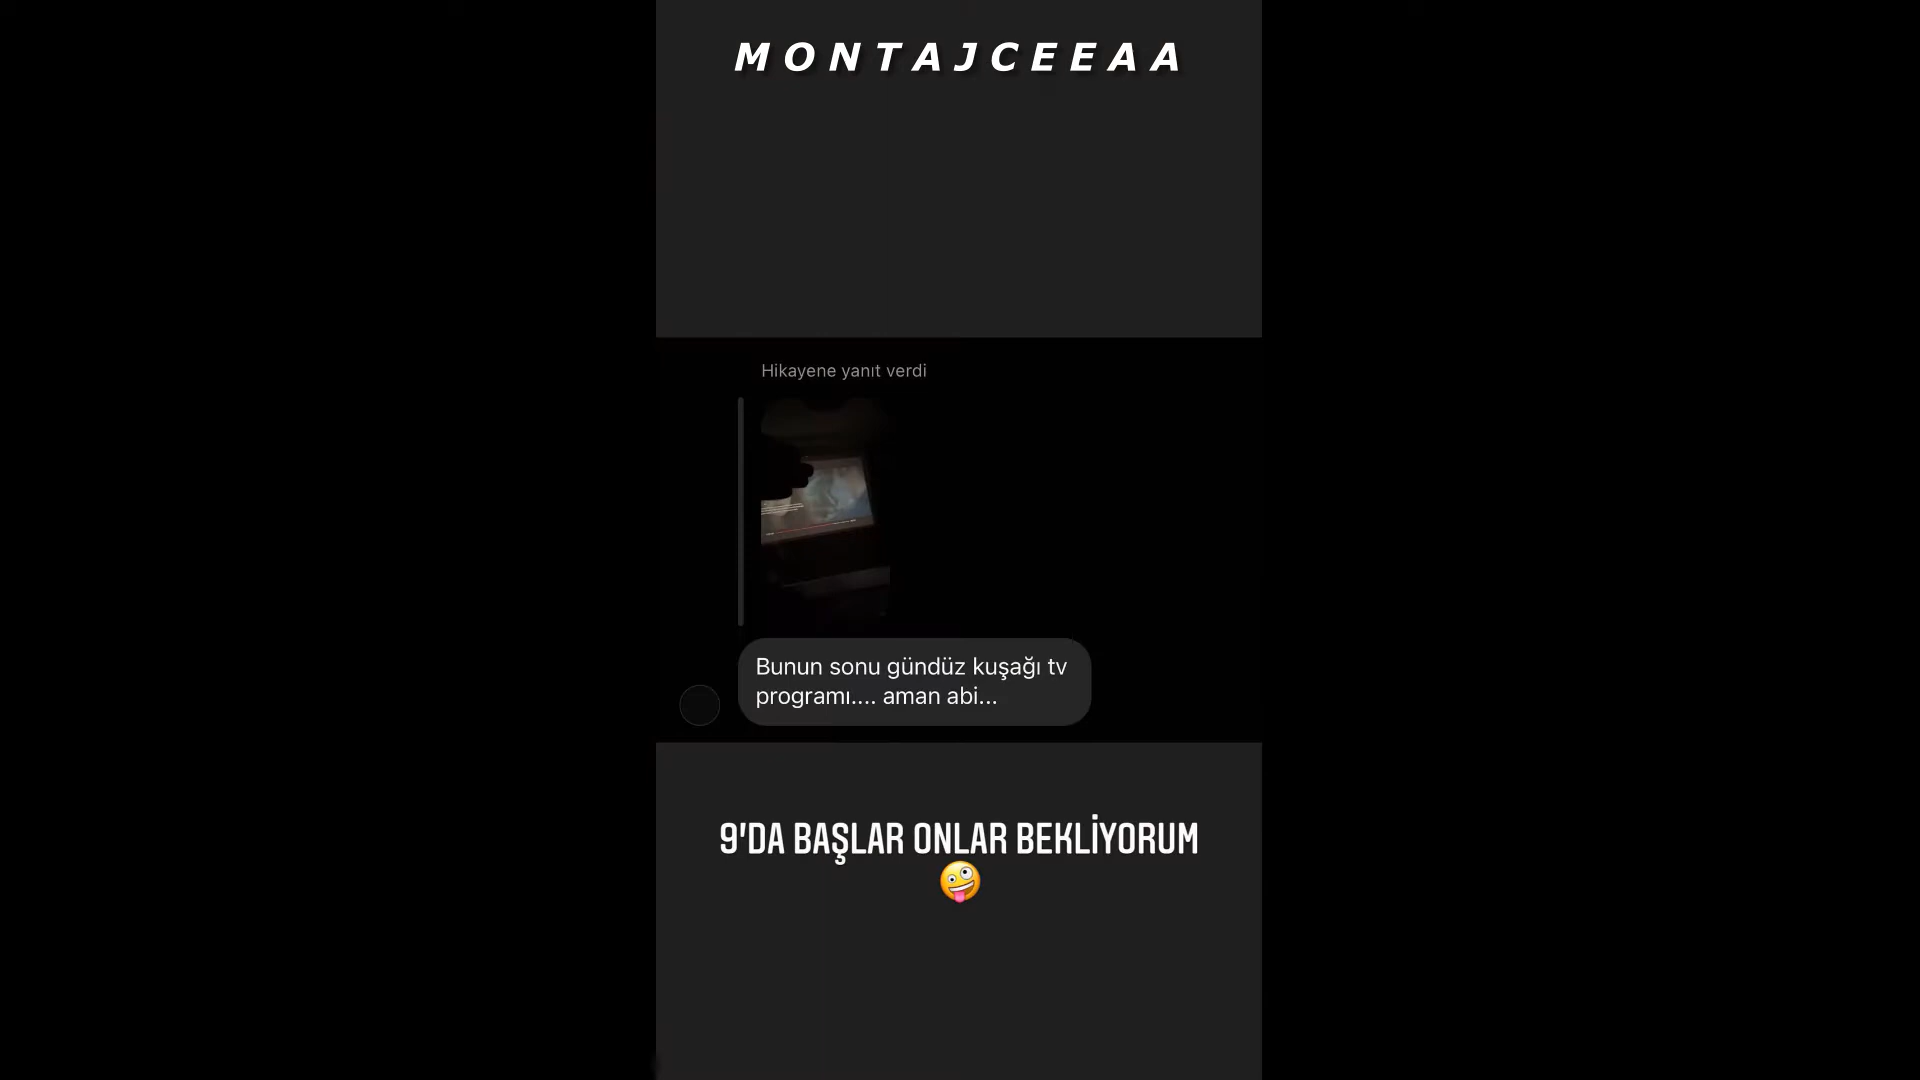 MONTAJCEEAA
Hikayene yanıt verdi
Bunun sonu gündüz kuşağı tv
programı.... aman abi...
9'DA BAŞLAR ONLAR BEKLİYORUM
🤪